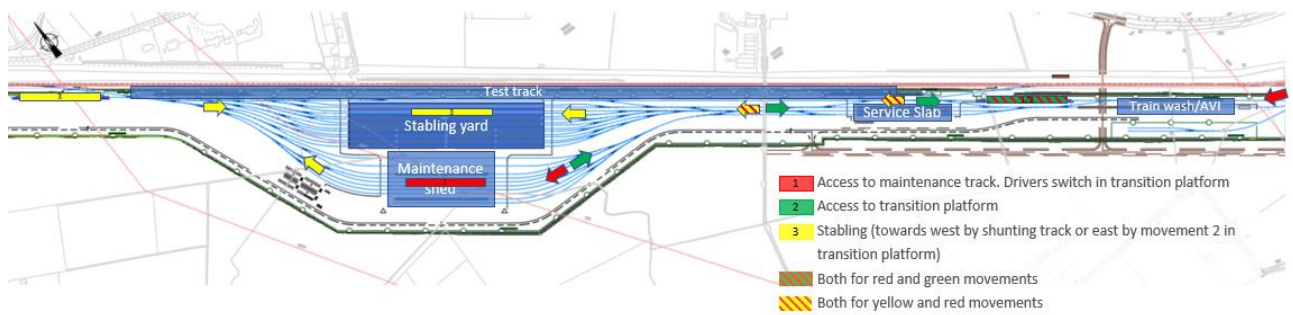 Test track
3
3
Stabling yard
Service Slab
Train wash/AVI
Maintenance
shed
1 Access to maintenance track. Drivers switch in transition platform
2 Access to transition platform
3 Stabling (towards west by shunting track or east by movement 2 in
transition platform)
Both for red and green movements
Both for yellow and red movements